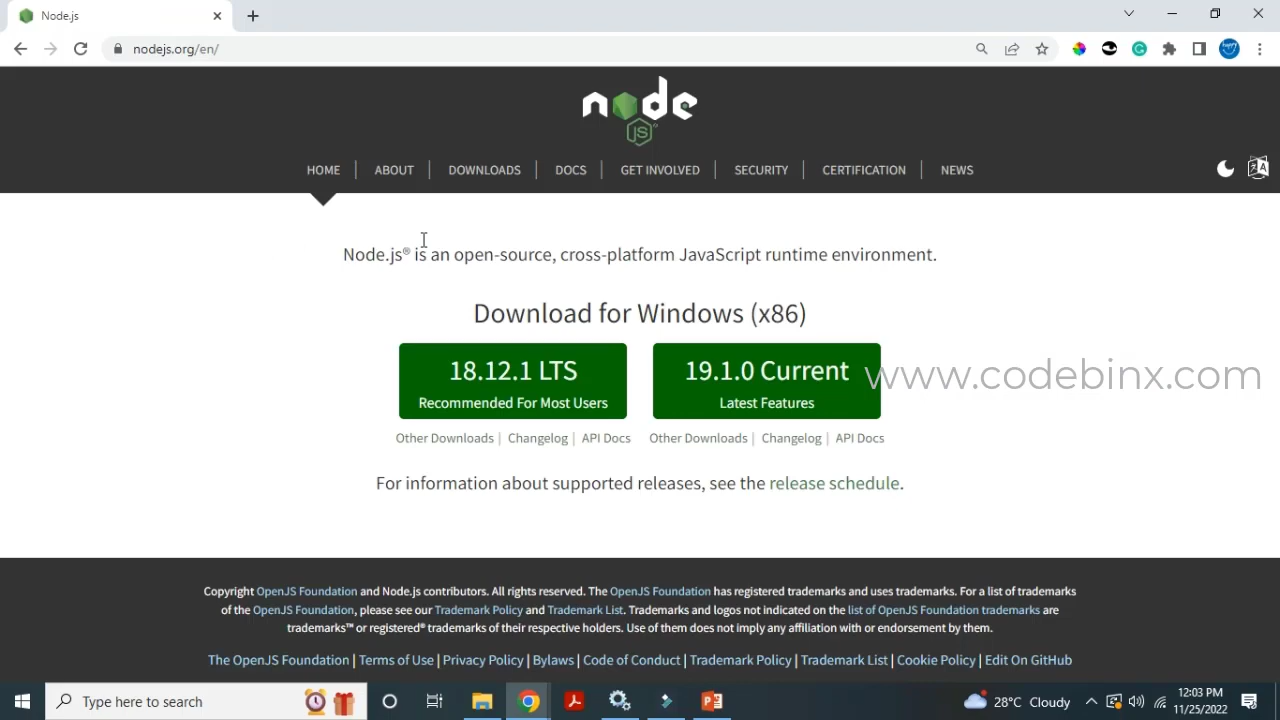 Node.js
nodejs.org/en/
node
JS
HOME | ABOUT | DOWNLOADS | DOCS | GET INVOLVED | SECURITY | CERTIFICATION | NEWS
Node.js® is an open-source, cross-platform JavaScript runtime environment.
Download for Windows (x86)
18.12.1 LTS
Recommended For Most Users
19.1.0 Current
Latest Features
www.codebinx.com
Other Downloads | Changelog | API Docs
Other Downloads | Changelog | API Docs
For information about supported releases, see the release schedule.
Copyright OpenJS Foundation and Node.js contributors. All rights reserved. The OpenJS Foundation has registered trademarks and uses trademarks. For a list of trademarks
of the OpenJS Foundation, please see our Trademark Policy and Trademark List. Trademarks and logos not indicated on the list of OpenJS Foundation trademarks are
trademarks™ or registered® trademarks of their respective holders. Use of them does not imply any affiliation with or endorsement by them.
The OpenJS Foundation | Terms of Use | Privacy Policy | Bylaws | Code of Conduct | Trademark Policy | Trademark List | Cookie Policy | Edit On GitHub
Type here to search
28°C Cloudy
12:03 PM
11/25/2022